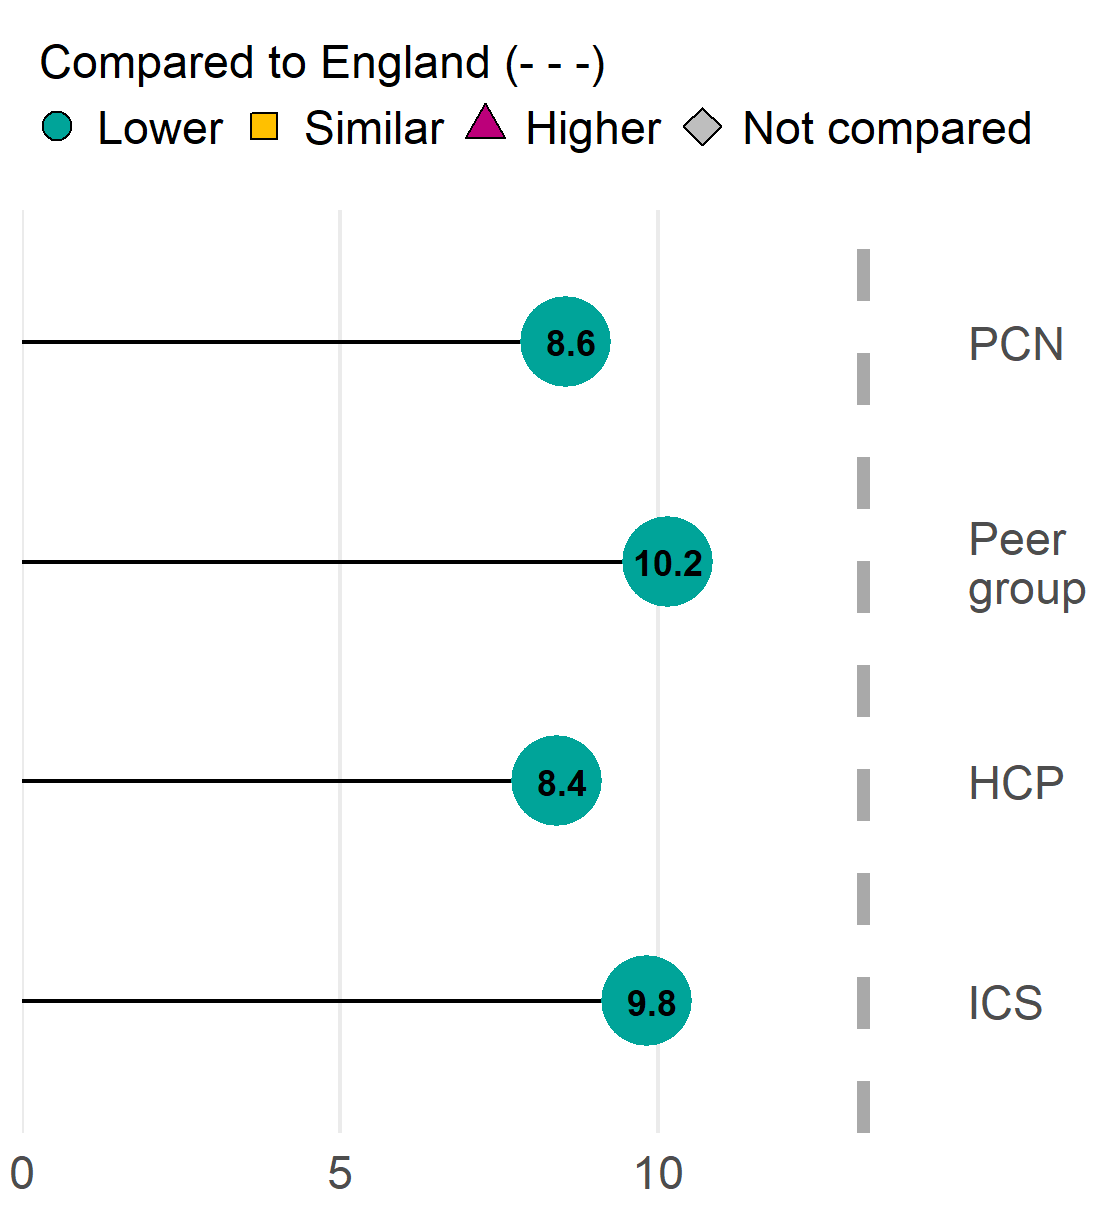 Compared to England (- - -)
Lower Similar Higher Not compared
8.6 PCN
10.2 Peer
group
8.4 HCP
9.8 ICS
0 5 10